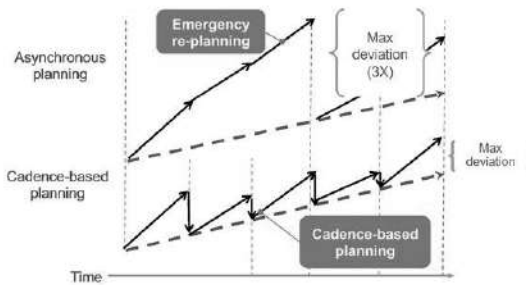 Emergency
re-planning
Max
deviation
(3X)
Asynchronous
planning
Max
deviation
Cadence-based
planning
Cadence-based
planning
Time